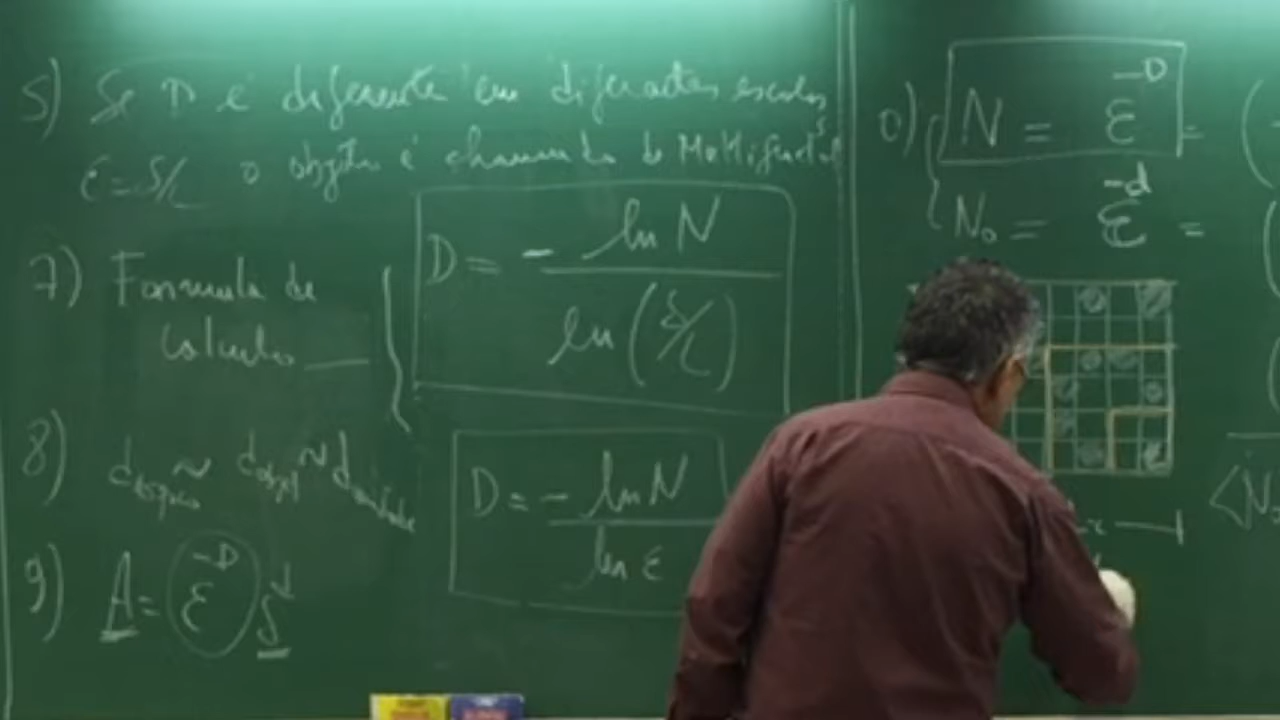 5) Se D é diferente em diferentes escalas
ε = δ/L o objeto é chamado de Multifractal
7) Formula de
calculo
D = - ln N / ln (δ/L)
8) d ~ d ~ d
D = - ln N / ln ε
9) A = ε^-D δ^d
0) N = ε^-D =
N₀ = ε^-d =